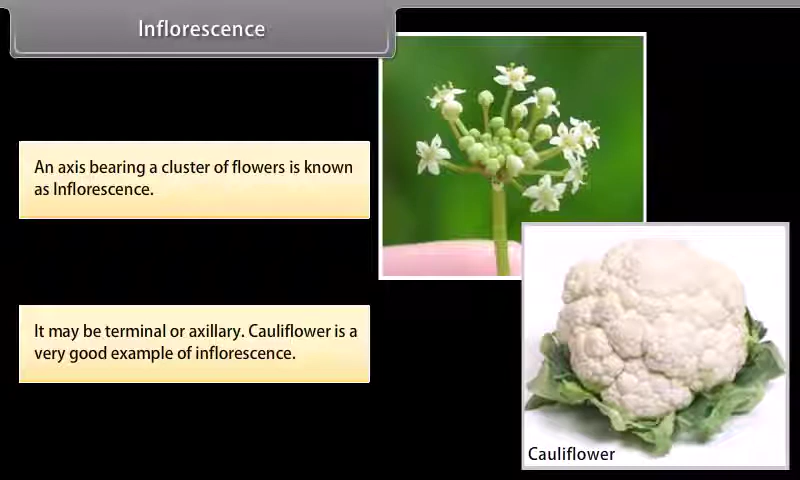 Inflorescence
An axis bearing a cluster of flowers is known
as Inflorescence.
It may be terminal or axillary. Cauliflower is a
very good example of inflorescence.
Cauliflower